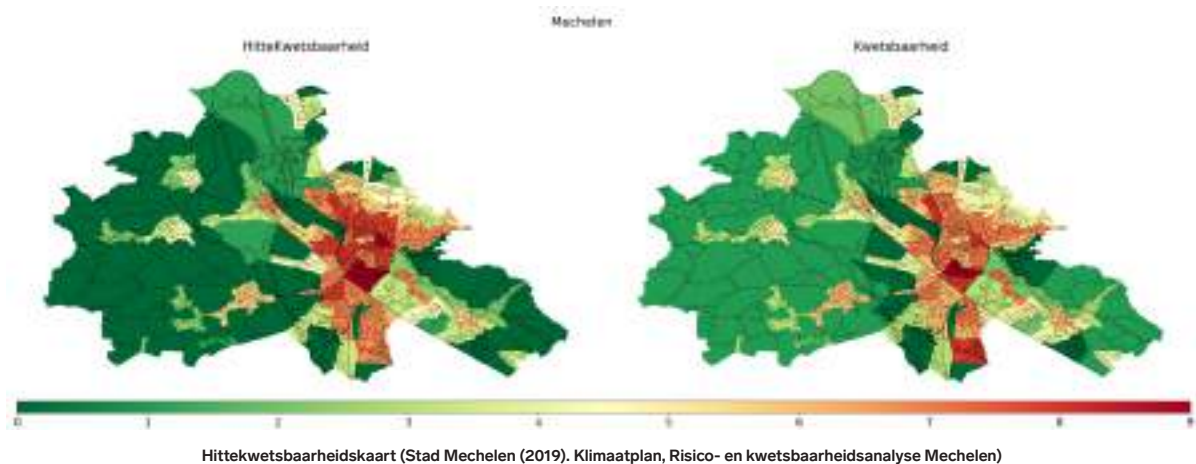 Mechelen
HitteKwetsbaarheid
Kwetsbaarheid
0 1 2 3 4 5 6 7 8 9
Hittekwetsbaarheidskaart (Stad Mechelen (2019). Klimaatplan, Risico- en kwetsbaarheidsanalyse Mechelen)